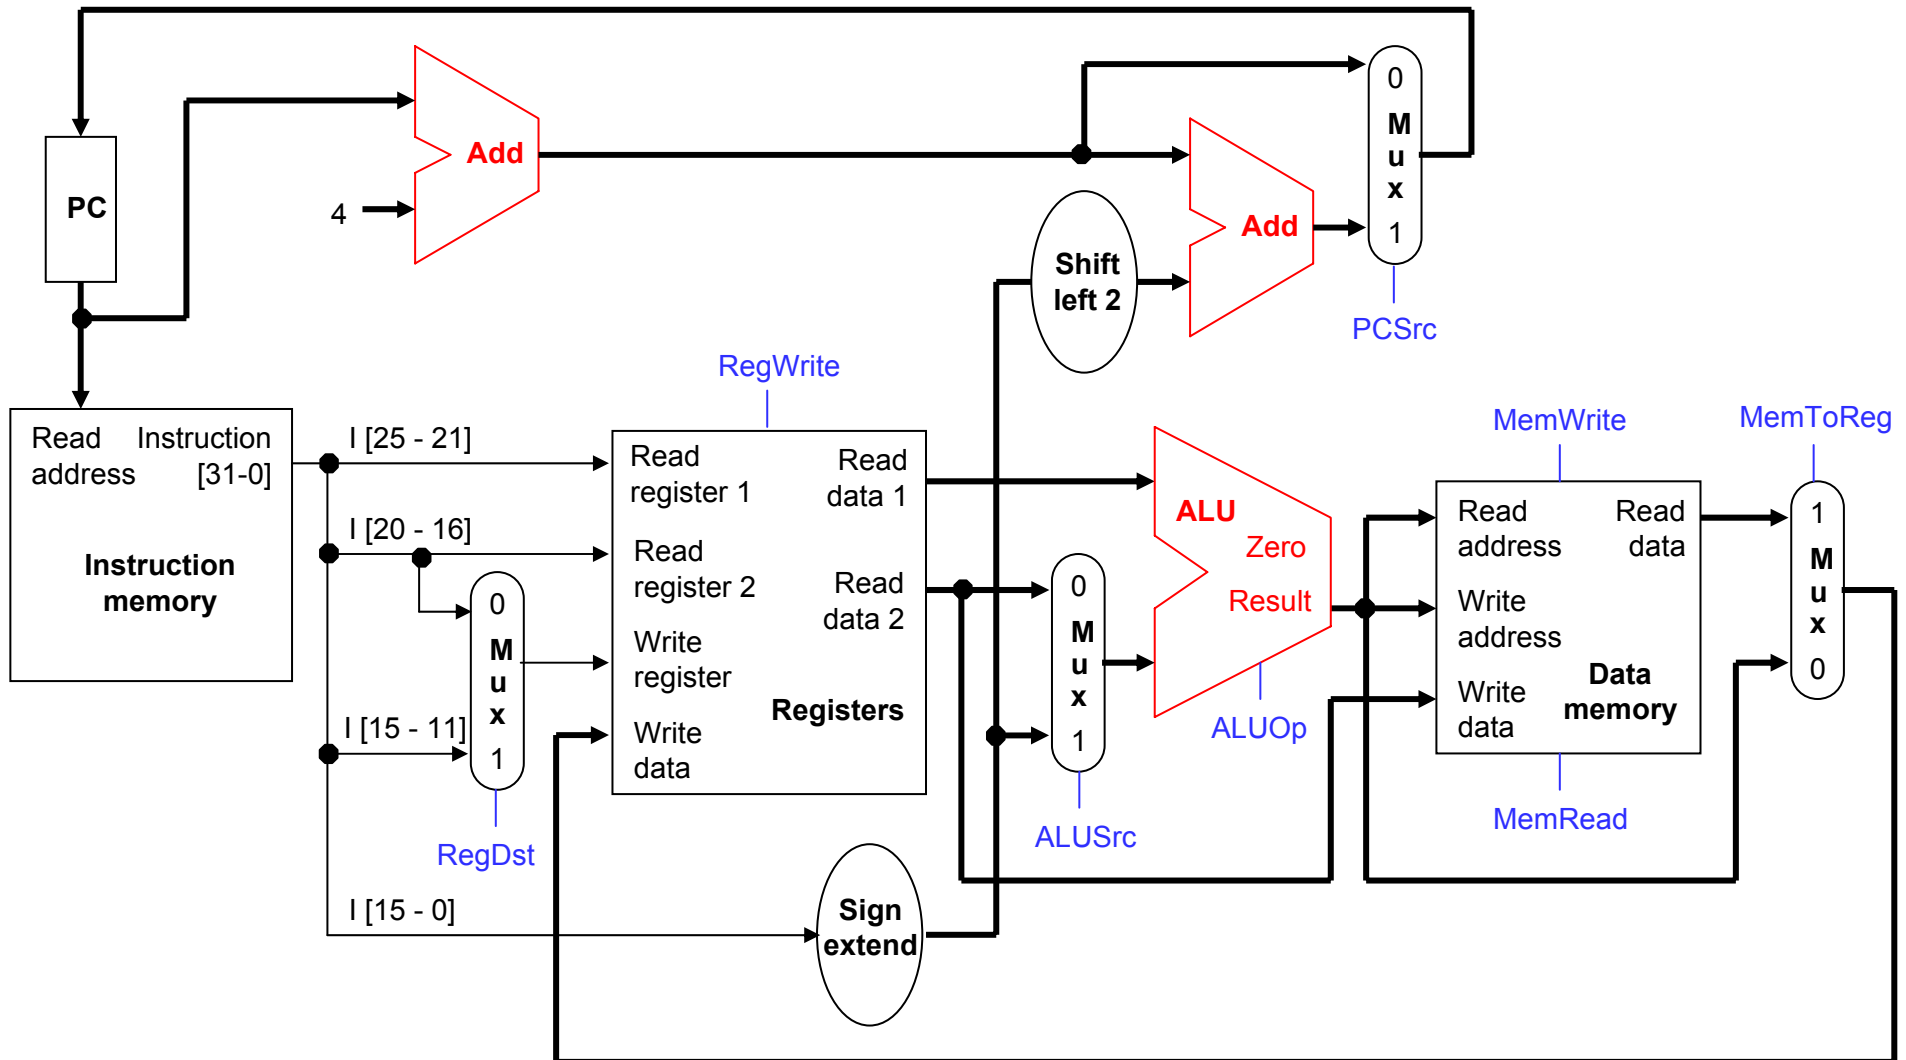 0
M
u
x
1
Add
Add
4
PC
Shift
left 2
PCSrc
RegWrite
MemWrite
MemToReg
Read
address
Instruction
[31-0]
Instruction
memory
I [25 - 21]
I [20 - 16]
I [15 - 11]
I [15 - 0]
0
M
u
x
1
RegDst
Read
register 1
Read
register 2
Write
register
Write
data
Read
data 1
Read
data 2
Registers
0
M
u
x
1
ALUSrc
ALU
Zero
Result
ALUOp
Read
address
Write
address
Write
data
Read
data
Data
memory
MemRead
1
M
u
x
0
Sign
extend